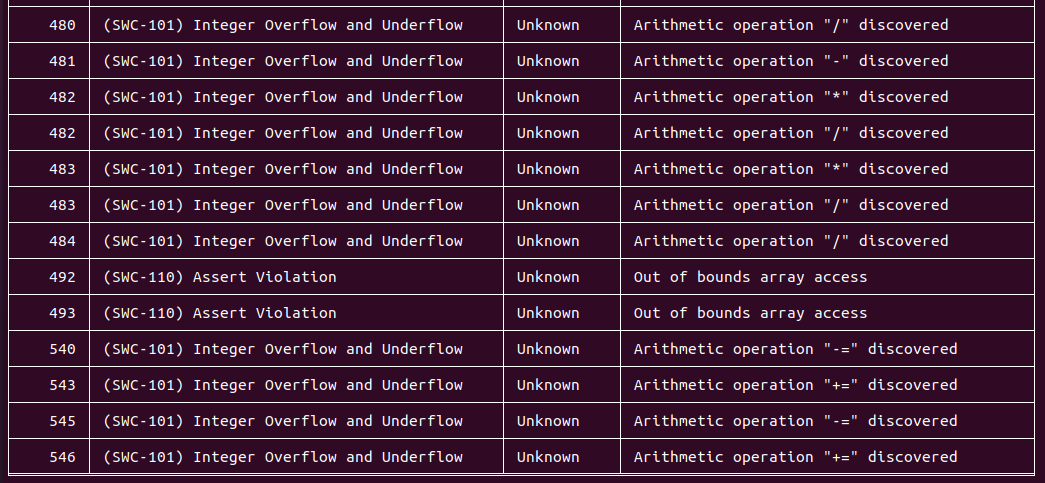 480 (SWC-101) Integer Overflow and Underflow Unknown Arithmetic operation "/" discovered
481 (SWC-101) Integer Overflow and Underflow Unknown Arithmetic operation "-" discovered
482 (SWC-101) Integer Overflow and Underflow Unknown Arithmetic operation "*" discovered
482 (SWC-101) Integer Overflow and Underflow Unknown Arithmetic operation "/" discovered
483 (SWC-101) Integer Overflow and Underflow Unknown Arithmetic operation "*" discovered
483 (SWC-101) Integer Overflow and Underflow Unknown Arithmetic operation "/" discovered
484 (SWC-101) Integer Overflow and Underflow Unknown Arithmetic operation "/" discovered
492 (SWC-110) Assert Violation Unknown Out of bounds array access
493 (SWC-110) Assert Violation Unknown Out of bounds array access
540 (SWC-101) Integer Overflow and Underflow Unknown Arithmetic operation "-=" discovered
543 (SWC-101) Integer Overflow and Underflow Unknown Arithmetic operation "+=" discovered
545 (SWC-101) Integer Overflow and Underflow Unknown Arithmetic operation "-=" discovered
546 (SWC-101) Integer Overflow and Underflow Unknown Arithmetic operation "+=" discovered